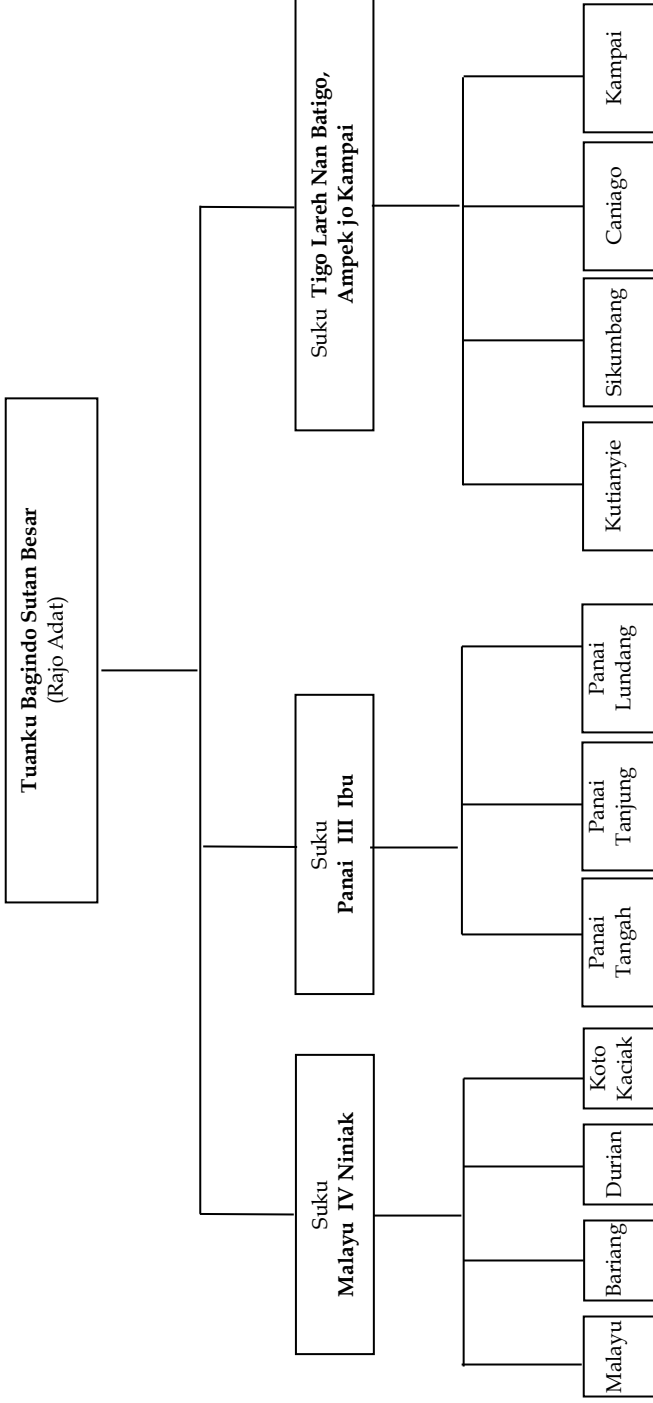 Tuanku Bagindo Sutan Besar
(Rajo Adat)
Suku
Malayu IV Niniak
Suku
Panai III Ibu
Suku Tigo Lareh Nan Batigo,
Ampek jo Kampai
Malayu
Bariang
Durian
Koto
Kaciak
Panai
Tangah
Panai
Tanjung
Panai
Lundang
Kutianyie
Sikumbang
Caniago
Kampai